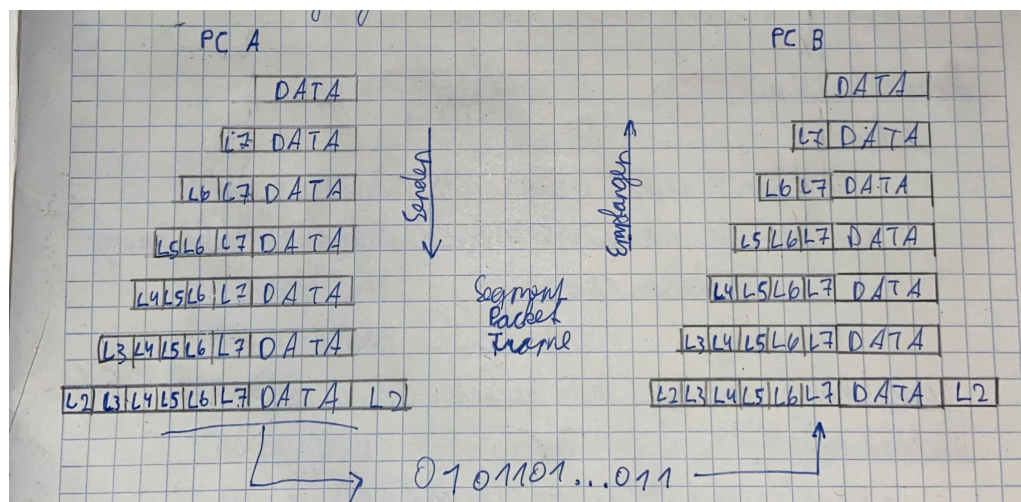 PC A PC B
DATA DATA
L7 DATA L7 DATA
L6 L7 DATA L6 L7 DATA
Senden
Empfangen
L5 L6 L7 DATA L5 L6 L7 DATA
L4 L5 L6 L7 DATA Segment L4 L5 L6 L7 DATA
Packet
L3 L4 L5 L6 L7 DATA Frame L3 L4 L5 L6 L7 DATA
L2 L3 L4 L5 L6 L7 DATA L2 L2 L3 L4 L5 L6 L7 DATA L2
0101101...011